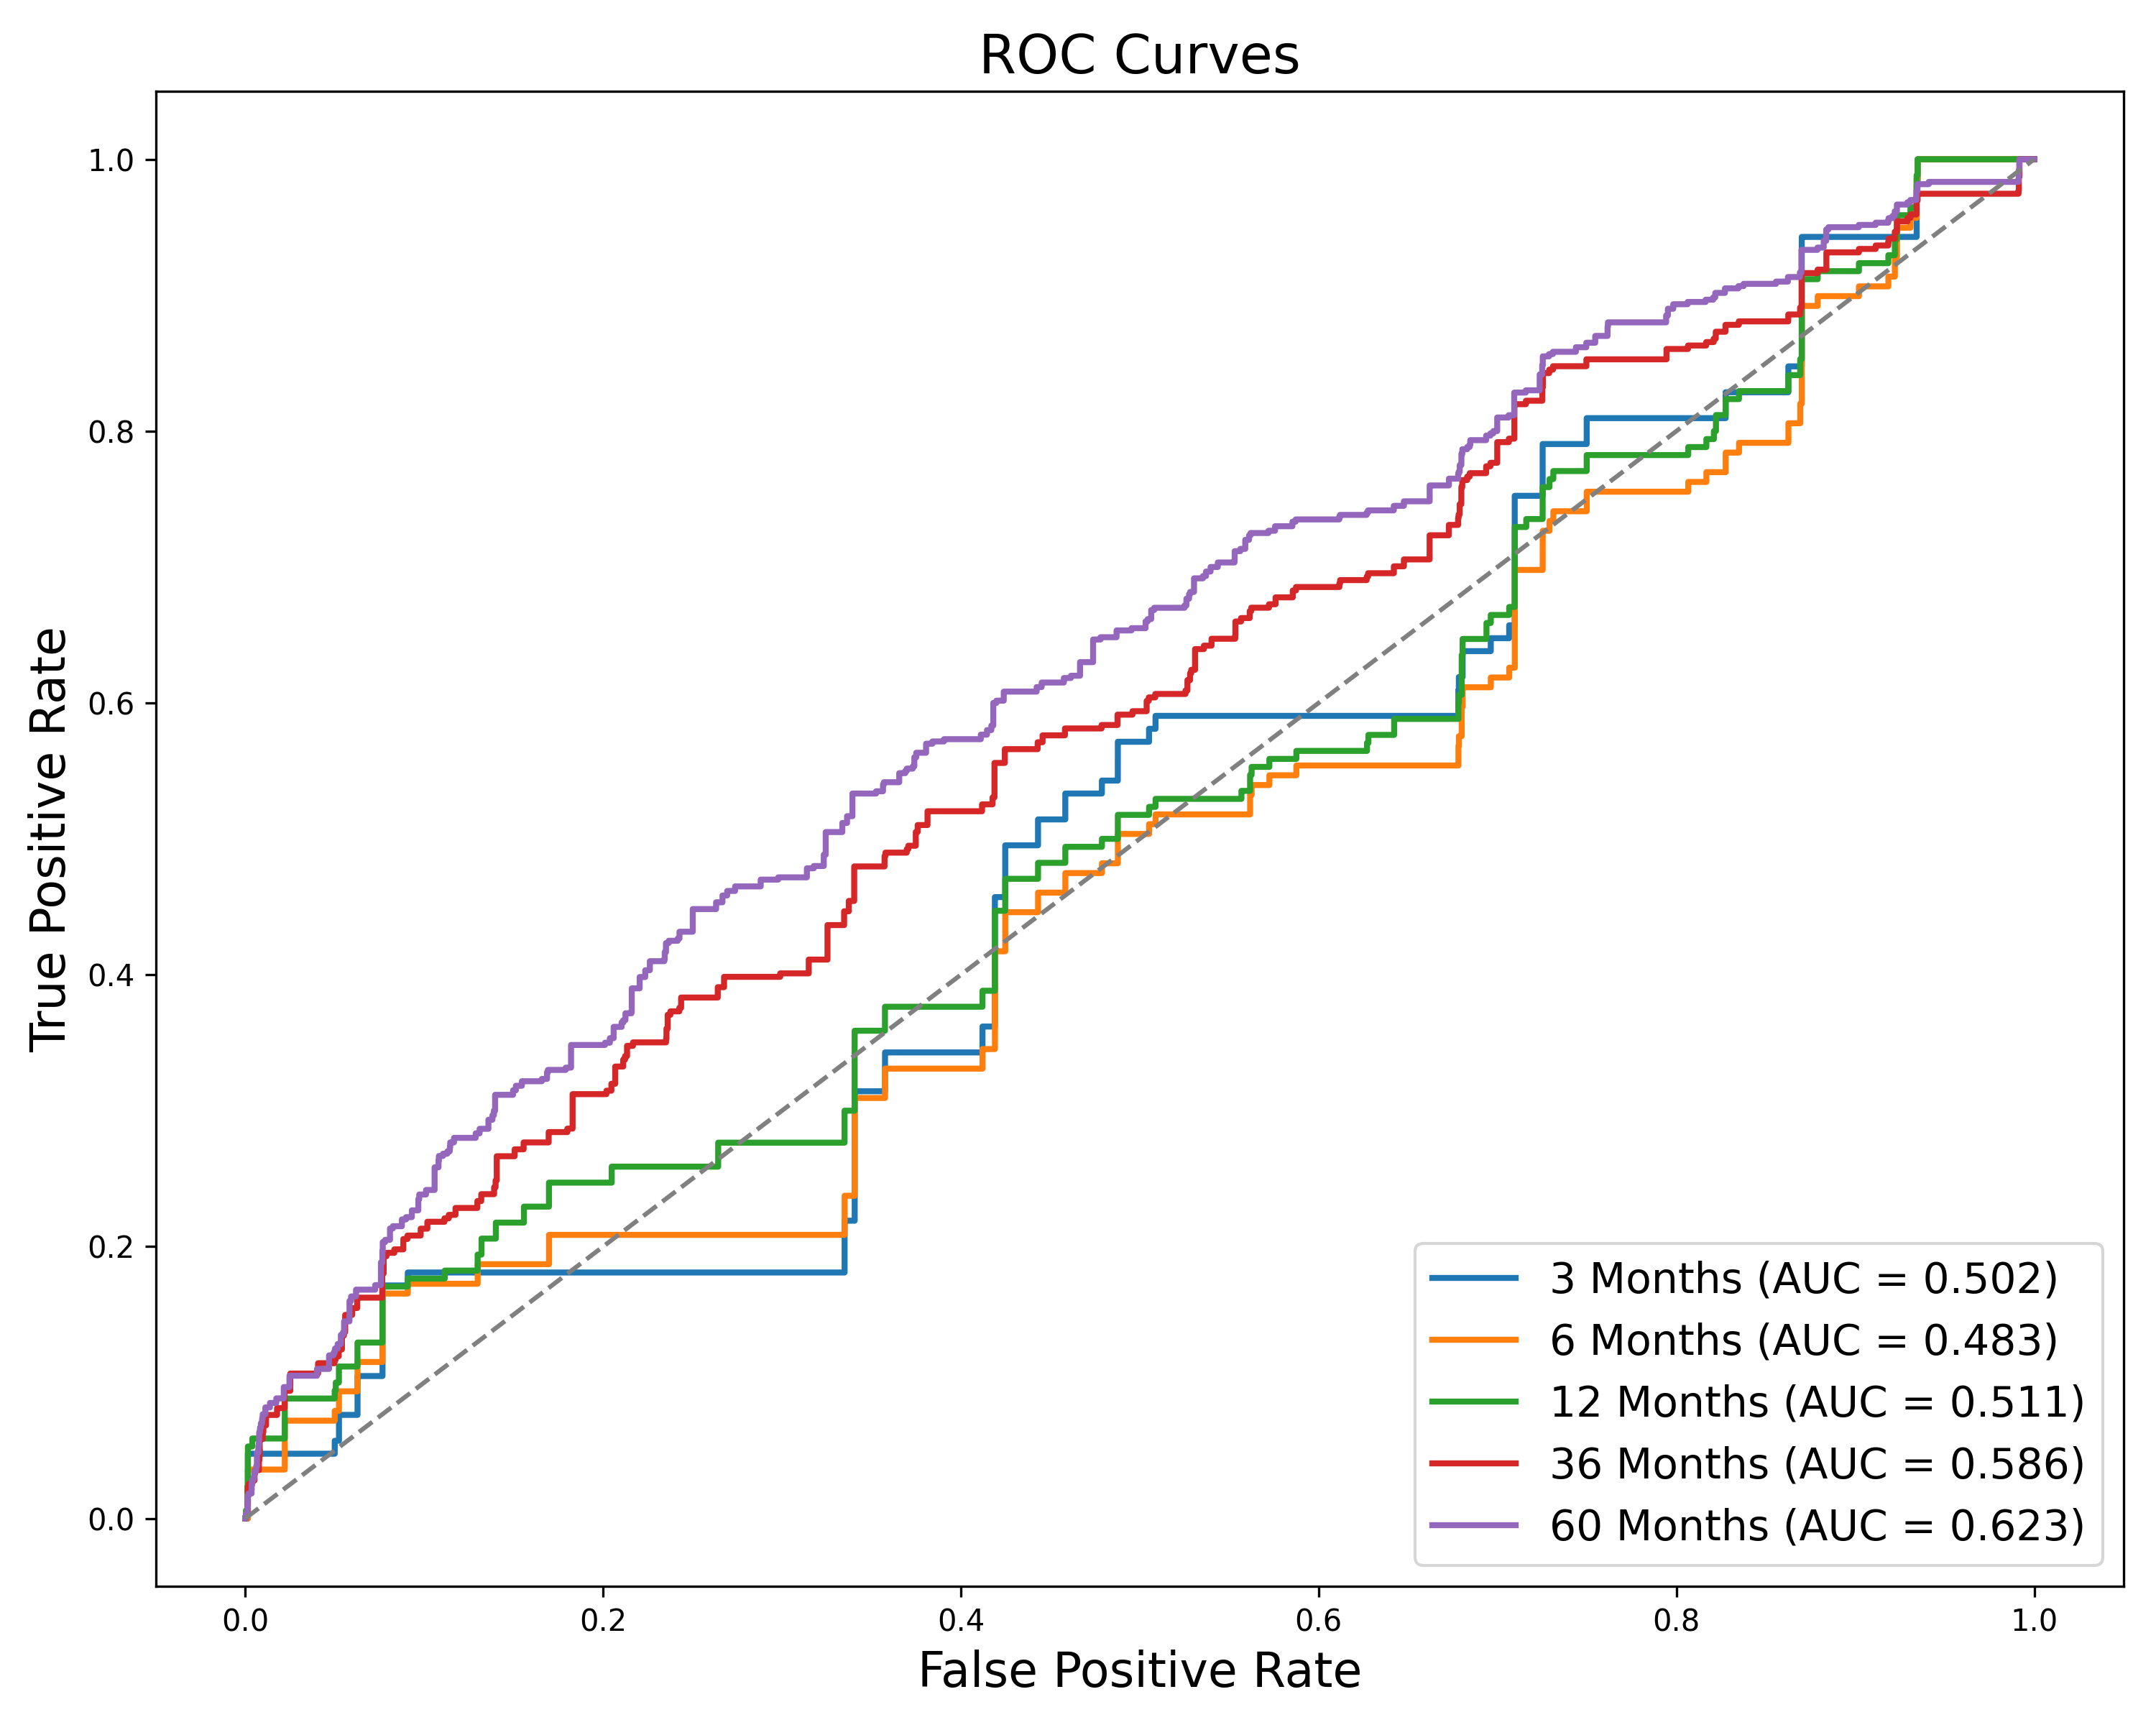 ROC Curves
True Positive Rate
1.0
0.8
0.6
0.4
0.2
0.0
0.0 0.2 0.4 0.6 0.8 1.0
False Positive Rate
3 Months (AUC = 0.502)
6 Months (AUC = 0.483)
12 Months (AUC = 0.511)
36 Months (AUC = 0.586)
60 Months (AUC = 0.623)